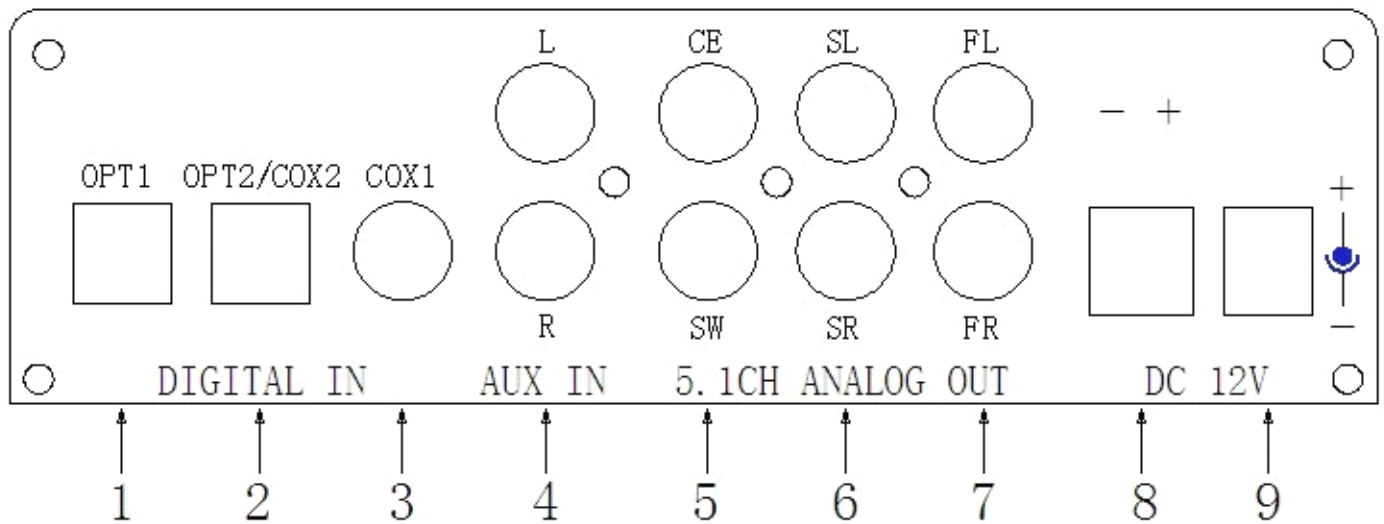 L CE SL FL
− +
OPT1 OPT2/COX2 COX1
+
−
R SW SR FR
DIGITAL IN AUX IN 5.1CH ANALOG OUT DC 12V
1 2 3 4 5 6 7 8 9